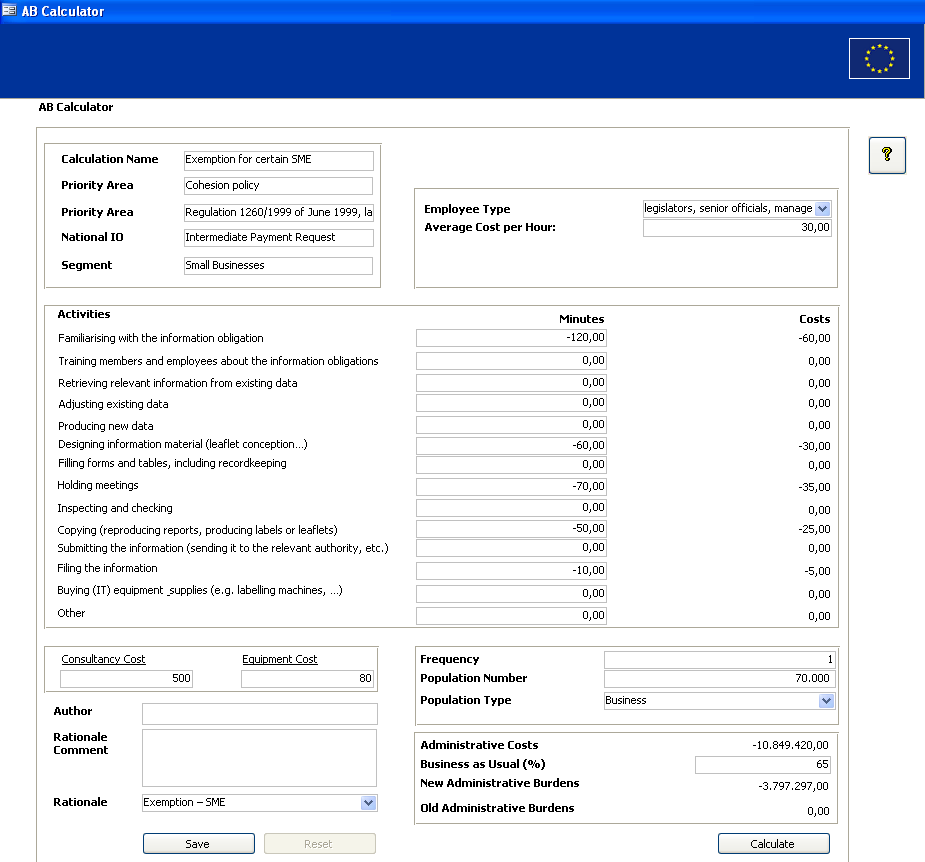 AB Calculator
AB Calculator
?
Calculation Name Exemption for certain SME
Priority Area Cohesion policy
Priority Area Regulation 1260/1999 of June 1999, la
National IO Intermediate Payment Request
Segment Small Businesses
Employee Type legislators, senior officials, manage
Average Cost per Hour: 30,00
Activities Minutes Costs
Familiarising with the information obligation -120,00 -60,00
Training members and employees about the information obligations 0,00 0,00
Retrieving relevant information from existing data 0,00 0,00
Adjusting existing data 0,00 0,00
Producing new data 0,00 0,00
Designing information material (leaflet conception...) -60,00 -30,00
Filling forms and tables, including recordkeeping 0,00 0,00
Holding meetings -70,00 -35,00
Inspecting and checking 0,00 0,00
Copying (reproducing reports, producing labels or leaflets) -50,00 -25,00
Submitting the information (sending it to the relevant authority, etc.) 0,00 0,00
Filing the information -10,00 -5,00
Buying (IT) equipment _supplies (e.g. labelling machines, ...) 0,00 0,00
Other 0,00 0,00
Consultancy Cost Equipment Cost
500 80
Author
Rationale
Comment
Rationale Exemption – SME
Save Reset
Frequency 1
Population Number 70.000
Population Type Business
Administrative Costs -10.849.420,00
Business as Usual (%) 65
New Administrative Burdens -3.797.297,00
Old Administrative Burdens 0,00
Calculate